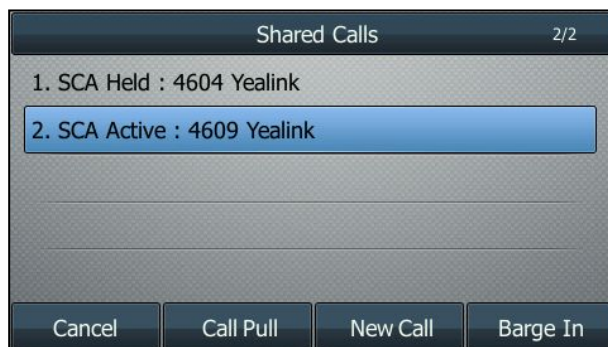 Shared Calls 2/2
1. SCA Held : 4604 Yealink
2. SCA Active : 4609 Yealink
Cancel Call Pull New Call Barge In